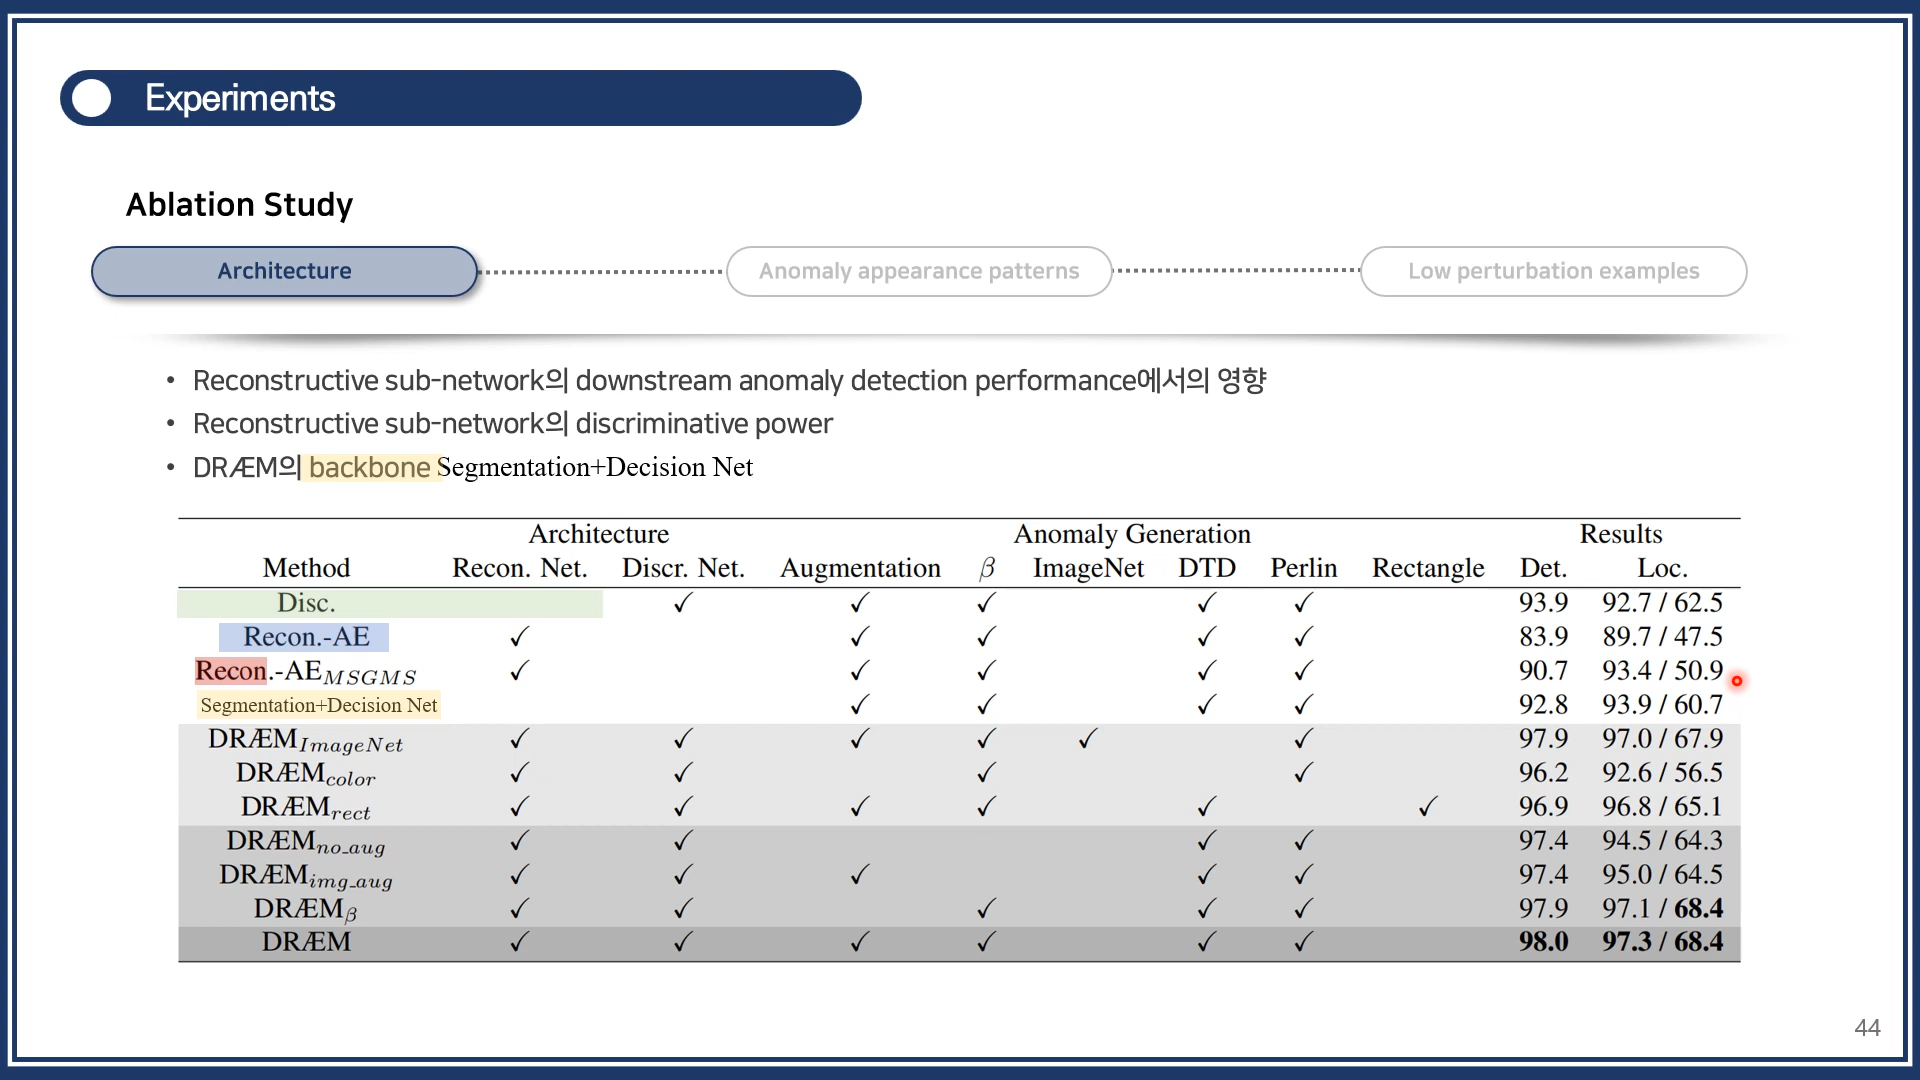 Experiments
Ablation Study
Architecture
Anomaly appearance patterns
Low perturbation examples
• Reconstructive sub-network의 downstream anomaly detection performance에서의 영향
• Reconstructive sub-network의 discriminative power
• DRÆM의 backbone Segmentation+Decision Net
Architecture Anomaly Generation Results
Method Recon. Net. Discr. Net. Augmentation β ImageNet DTD Perlin Rectangle Det. Loc.
Disc. ✓ ✓ ✓ ✓ ✓ 93.9 92.7 / 62.5
Recon.-AE ✓ ✓ ✓ ✓ ✓ 83.9 89.7 / 47.5
Recon.-AE_MSGMS ✓ ✓ ✓ ✓ ✓ 90.7 93.4 / 50.9
Segmentation+Decision Net ✓ ✓ ✓ ✓ 92.8 93.9 / 60.7
DRÆM_ImageNet ✓ ✓ ✓ ✓ ✓ ✓ 97.9 97.0 / 67.9
DRÆM_color ✓ ✓ ✓ ✓ 96.2 92.6 / 56.5
DRÆM_rect ✓ ✓ ✓ ✓ ✓ ✓ 96.9 96.8 / 65.1
DRÆM_no_aug ✓ ✓ ✓ ✓ 97.4 94.5 / 64.3
DRÆM_img_aug ✓ ✓ ✓ ✓ ✓ 97.4 95.0 / 64.5
DRÆM_β ✓ ✓ ✓ ✓ ✓ 97.9 97.1 / 68.4
DRÆM ✓ ✓ ✓ ✓ ✓ ✓ 98.0 97.3 / 68.4
44